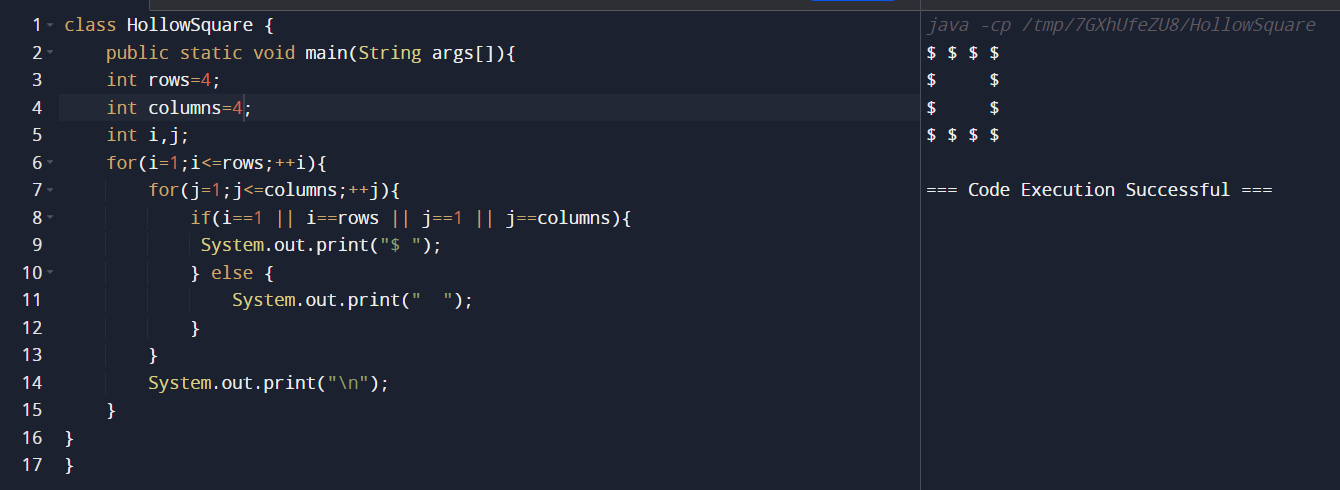 1 class HollowSquare {
2     public static void main(String args[]){
3     int rows=4;
4     int columns=4;
5     int i,j;
6     for(i=1;i<=rows;++i){
7         for(j=1;j<=columns;++j){
8             if(i==1 || i==rows || j==1 || j==columns){
9              System.out.print("$ ");
10             } else {
11                 System.out.print("  ");
12             }
13         }
14         System.out.print("\n");
15     }
16 }
17 }
java -cp /tmp/7GXhUfeZU8/HollowSquare
$ $ $ $
$     $
$     $
$ $ $ $
=== Code Execution Successful ===